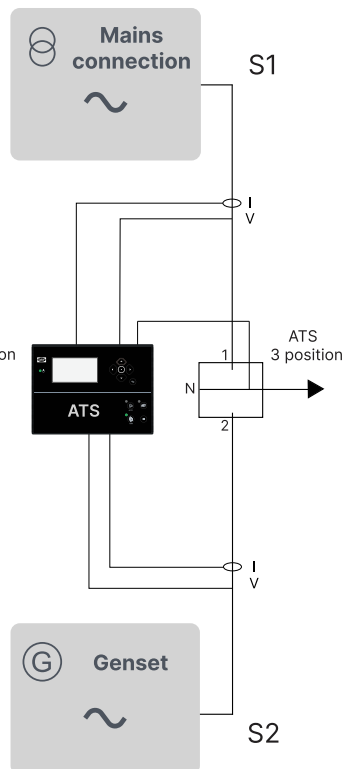 Mains
connection
S1
I
V
on
ATS
3 position
1
N
2
ATS
I
V
G
Genset
S2